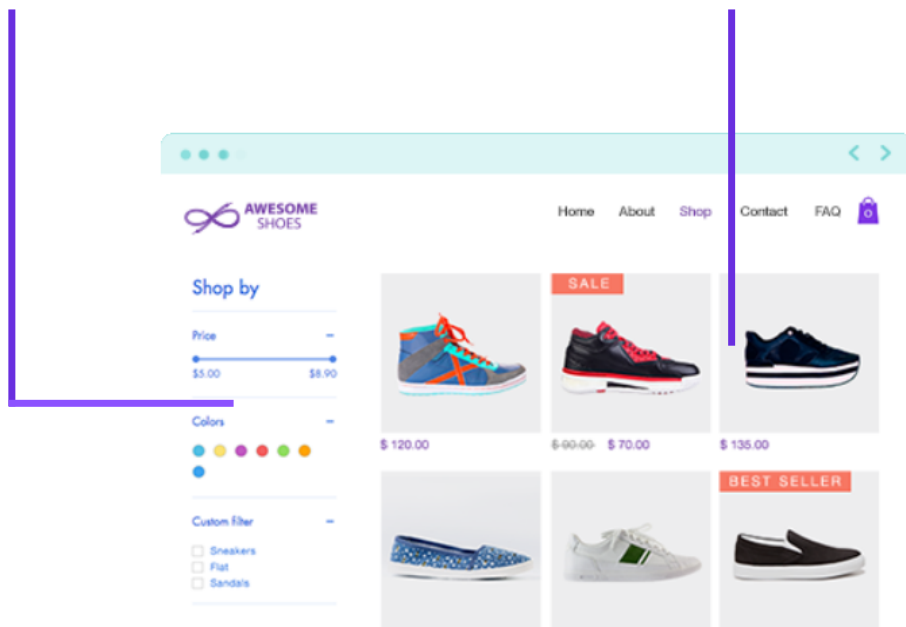 AWESOME
SHOES
Home About Shop Contact FAQ 0
Shop by
Price –
$5.00 $8.90
Colors –
Custom filter –
Sneakers
Flat
Sandals
SALE
$ 120.00
$ 90.00 $ 70.00
$ 135.00
BEST SELLER